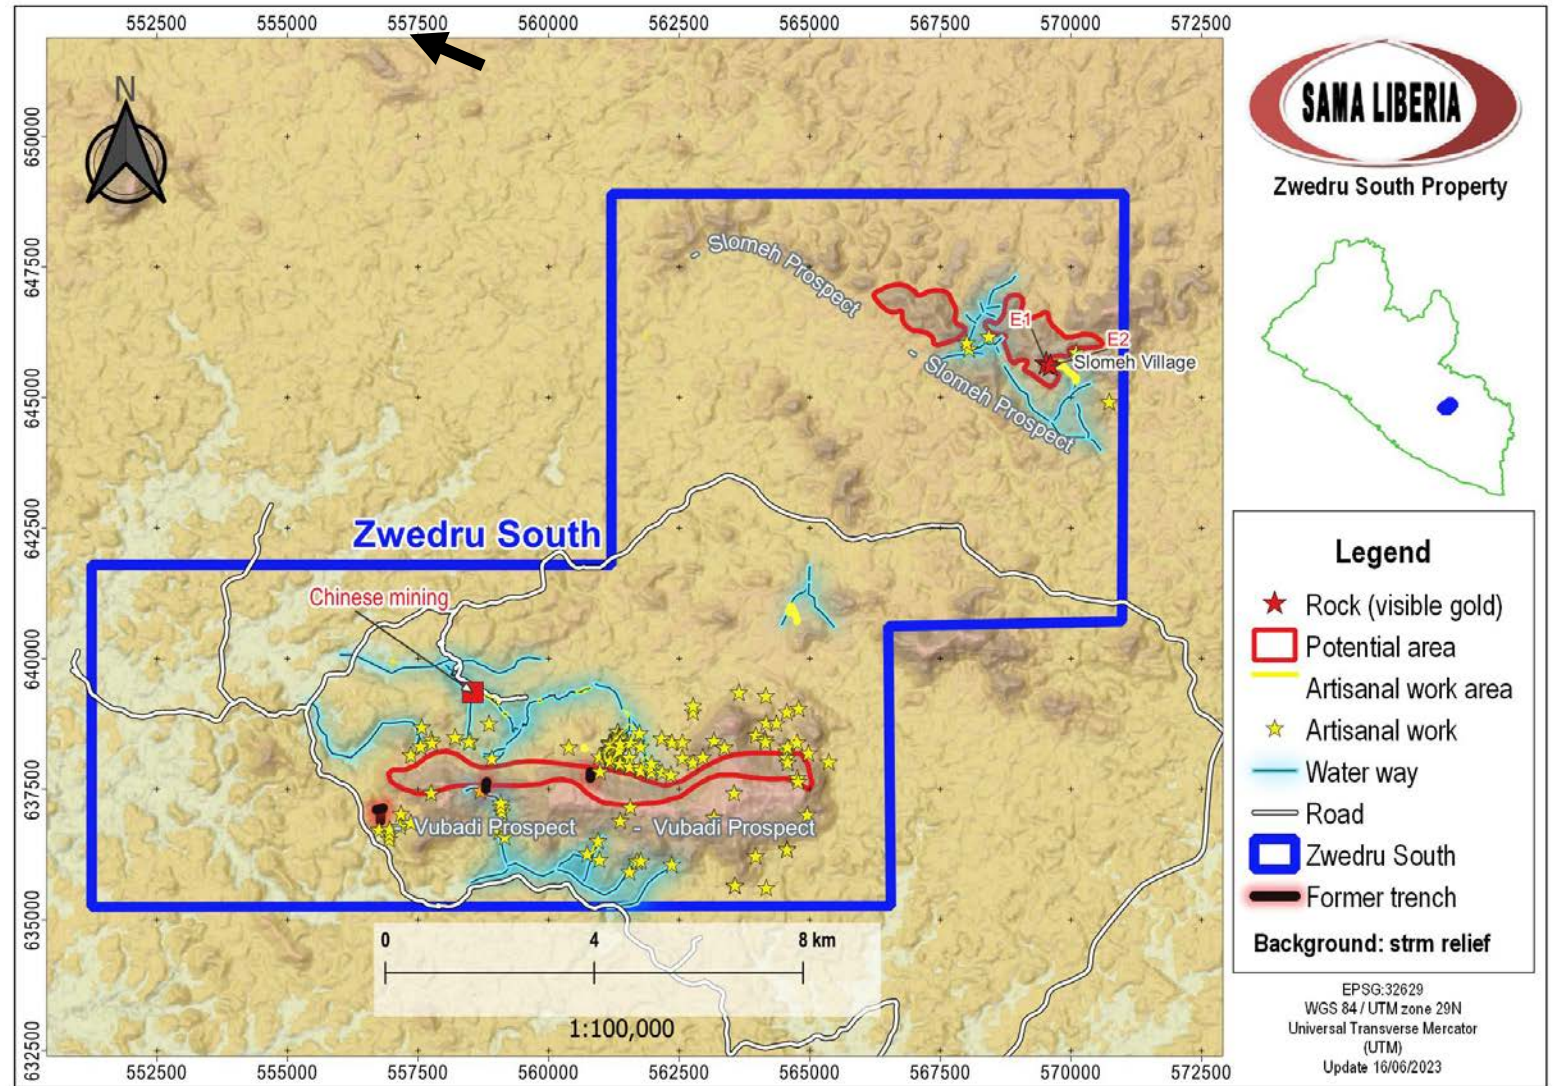 552500 555000 557500 560000 562500 565000 567500 570000 572500
N
650000
647500
645000
642500
640000
637500
635000
632500
- Slomeh Prospect
E1
E2
Slomeh Village
- Slomeh Prospect
Zwedru South
Chinese mining
- Vubadi Prospect
- Vubadi Prospect
0 4 8 km
1:100,000
552500 555000 557500 560000 562500 565000 567500 570000 572500
SAMA LIBERIA
Zwedru South Property
Legend
Rock (visible gold)
Potential area
Artisanal work area
Artisanal work
Water way
Road
Zwedru South
Former trench
Background: strm relief
EPSG:32629
WGS 84 / UTM zone 29N
Universal Transverse Mercator
(UTM)
Update 16/06/2023